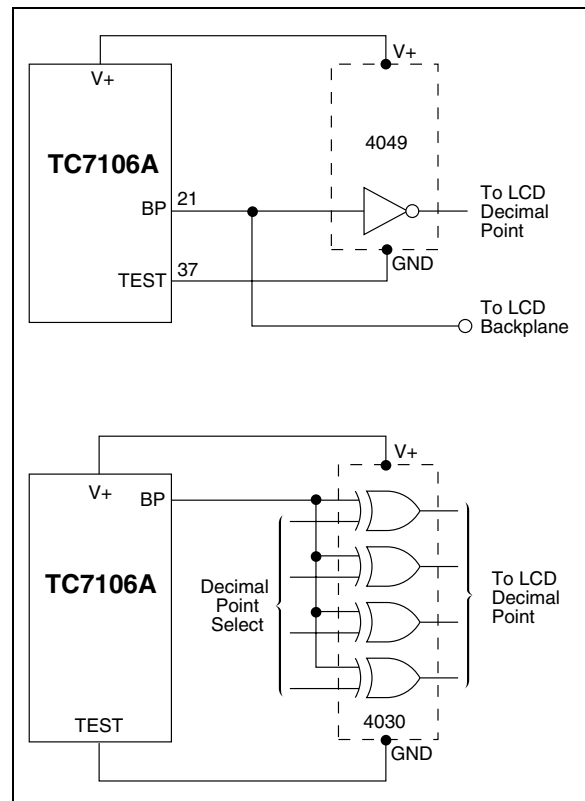 V+
V+
TC7106A
4049
BP
21
To LCD
Decimal
Point
TEST
37
GND
To LCD
Backplane
V+
V+
BP
TC7106A
Decimal
Point
Select
To LCD
Decimal
Point
4030
TEST
GND